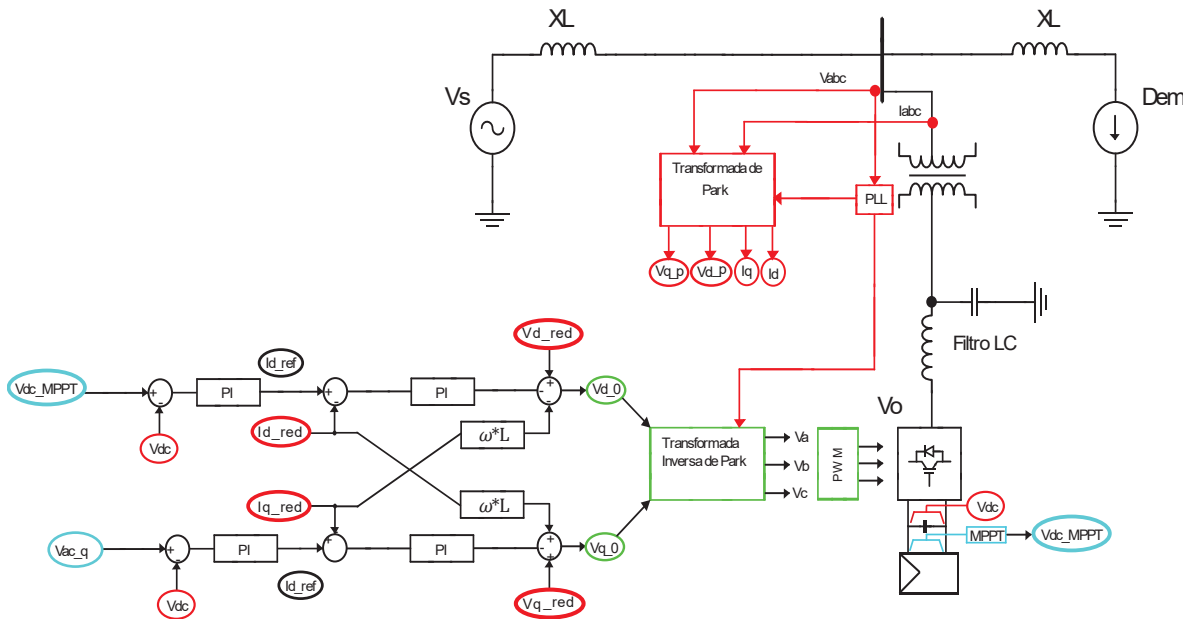 XL
XL
Vs
Vabc
Iabc
Dem
Transformada de
Park
PLL
Vq_p
Vd_p
Iq
Id
Filtro LC
Vd_red
Id_ref
Vdc_MPPT
+
-
PI
+
-
PI
+
-
-
Vd_0
Vo
Vdc
Id_red
ω*L
Transformada
Inversa de Park
Va
Vb
Vc
PWM
Iq_red
ω*L
Vdc
MPPT
Vdc_MPPT
Vac_q
+
-
PI
+
PI
+
-
+
Vq_0
Id_ref
Vdc
Vq_red